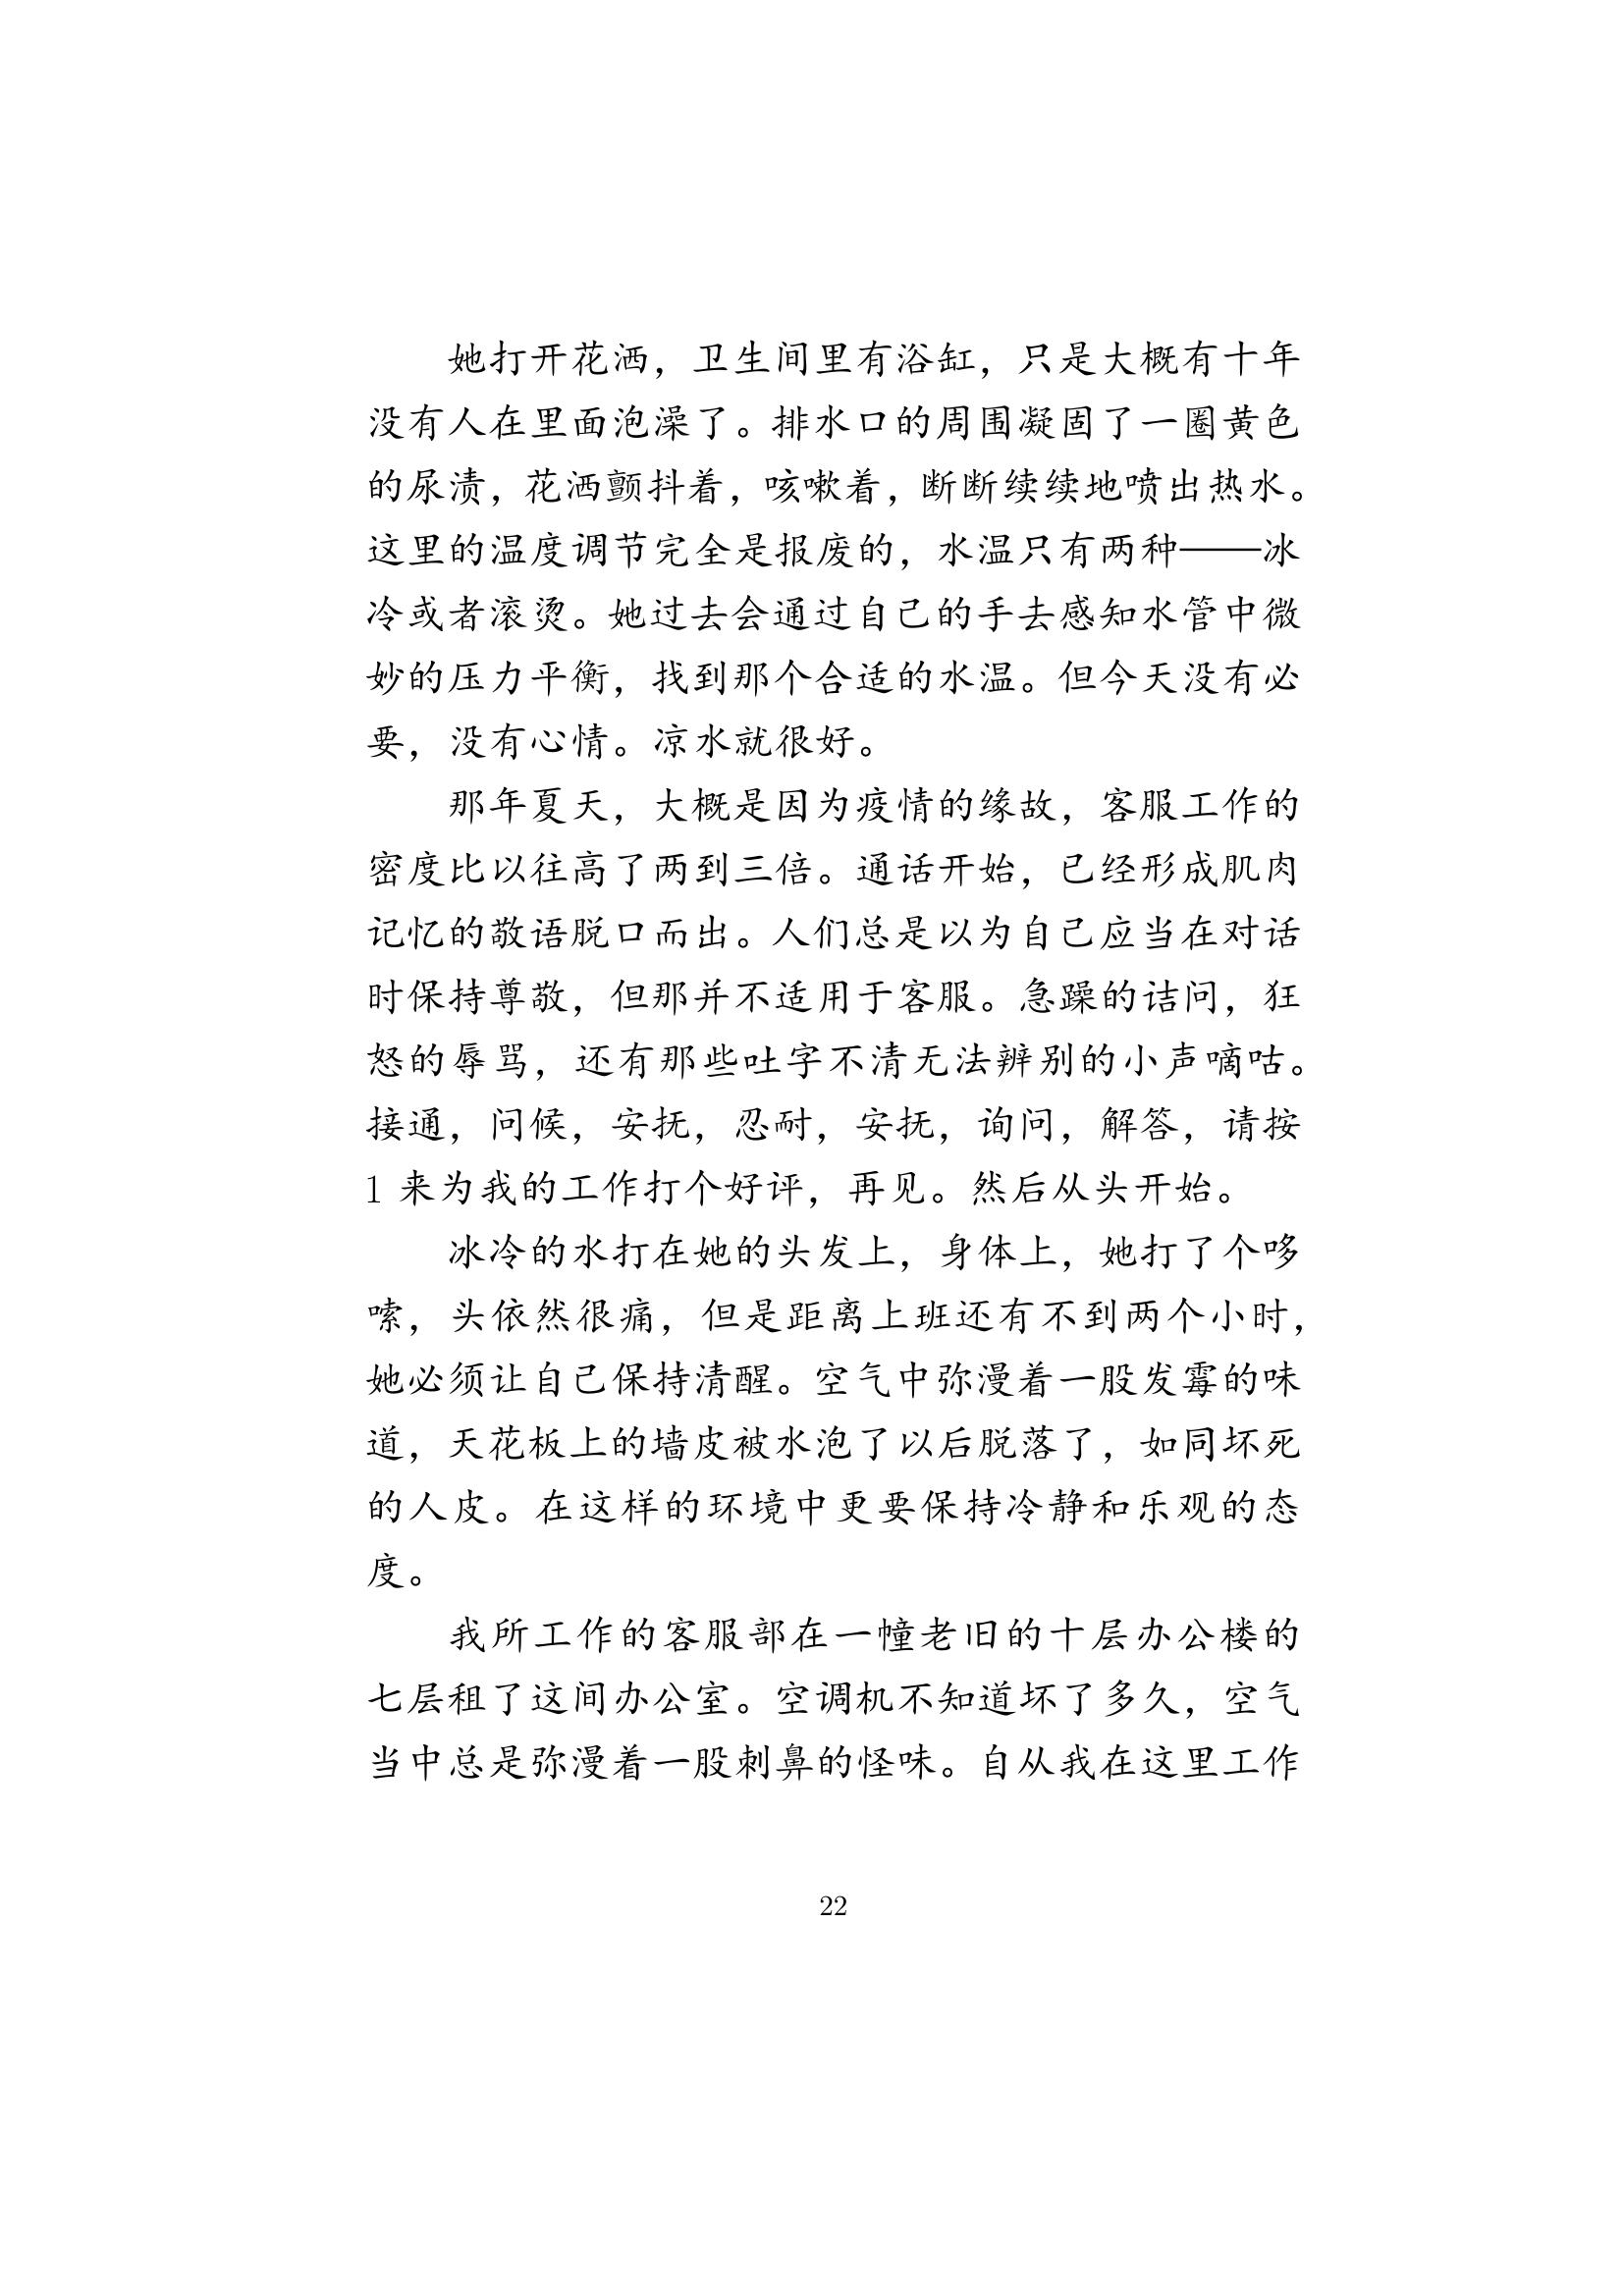 她打开花洒，卫生间里有浴缸，只是大概有十年
没有人在里面泡澡了。排水口的周围凝固了一圈黄色
的尿渍，花洒颤抖着，咳嗽着，断断续续地喷出热水。
这里的温度调节完全是报废的，水温只有两种——冰
冷或者滚烫。她过去会通过自己的手去感知水管中微
妙的压力平衡，找到那个合适的水温。但今天没有必
要，没有心情。凉水就很好。
那年夏天，大概是因为疫情的缘故，客服工作的
密度比以往高了两到三倍。通话开始，已经形成肌肉
记忆的敬语脱口而出。人们总是以为自己应当在对话
时保持尊敬，但那并不适用于客服。急躁的诘问，狂
怒的辱骂，还有那些吐字不清无法辨别的小声嘀咕。
接通，问候，安抚，忍耐，安抚，询问，解答，请按
1 来为我的工作打个好评，再见。然后从头开始。
冰冷的水打在她的头发上，身体上，她打了个哆
嗦，头依然很痛，但是距离上班还有不到两个小时，
她必须让自己保持清醒。空气中弥漫着一股发霉的味
道，天花板上的墙皮被水泡了以后脱落了，如同坏死
的人皮。在这样的环境中更要保持冷静和乐观的态
度。
我所工作的客服部在一幢老旧的十层办公楼的
七层租了这间办公室。空调机不知道坏了多久，空气
当中总是弥漫着一股刺鼻的怪味。自从我在这里工作
22